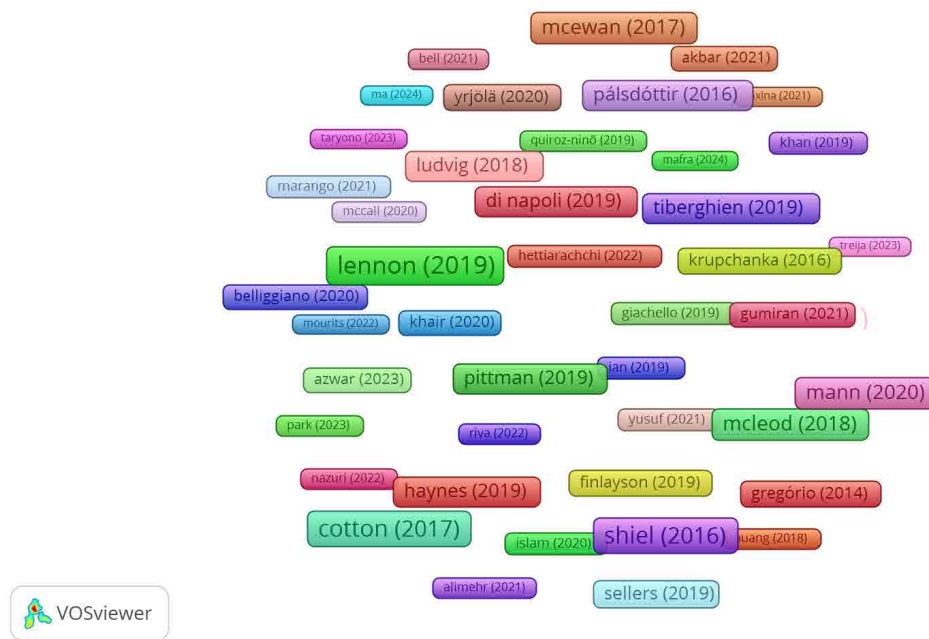 mcewan (2017)
akbar (2021)
bell (2021)
ma (2024)
yrjölä (2020)
pálsdóttir (2016)
(2021)
taryono (2023)
quiroz-ninõ (2019)
khan (2019)
mafra (2024)
ludvig (2018)
marango (2021)
mccall (2020)
di napoli (2019)
tiberghien (2019)
treija (2023)
hettiarachchi (2022)
krupchanka (2016)
lennon (2019)
belliggiano (2020)
mourits (2022)
khair (2020)
giachello (2019)
gumiran (2021)
azwar (2023)
pittman (2019)
(2019)
mann (2020)
park (2023)
riva (2022)
yusuf (2021)
mcleod (2018)
nazuri (2022)
haynes (2019)
finlayson (2019)
gregório (2014)
cotton (2017)
islam (2020)
shiel (2016)
(2018)
alimehr (2021)
sellers (2019)
VOSviewer